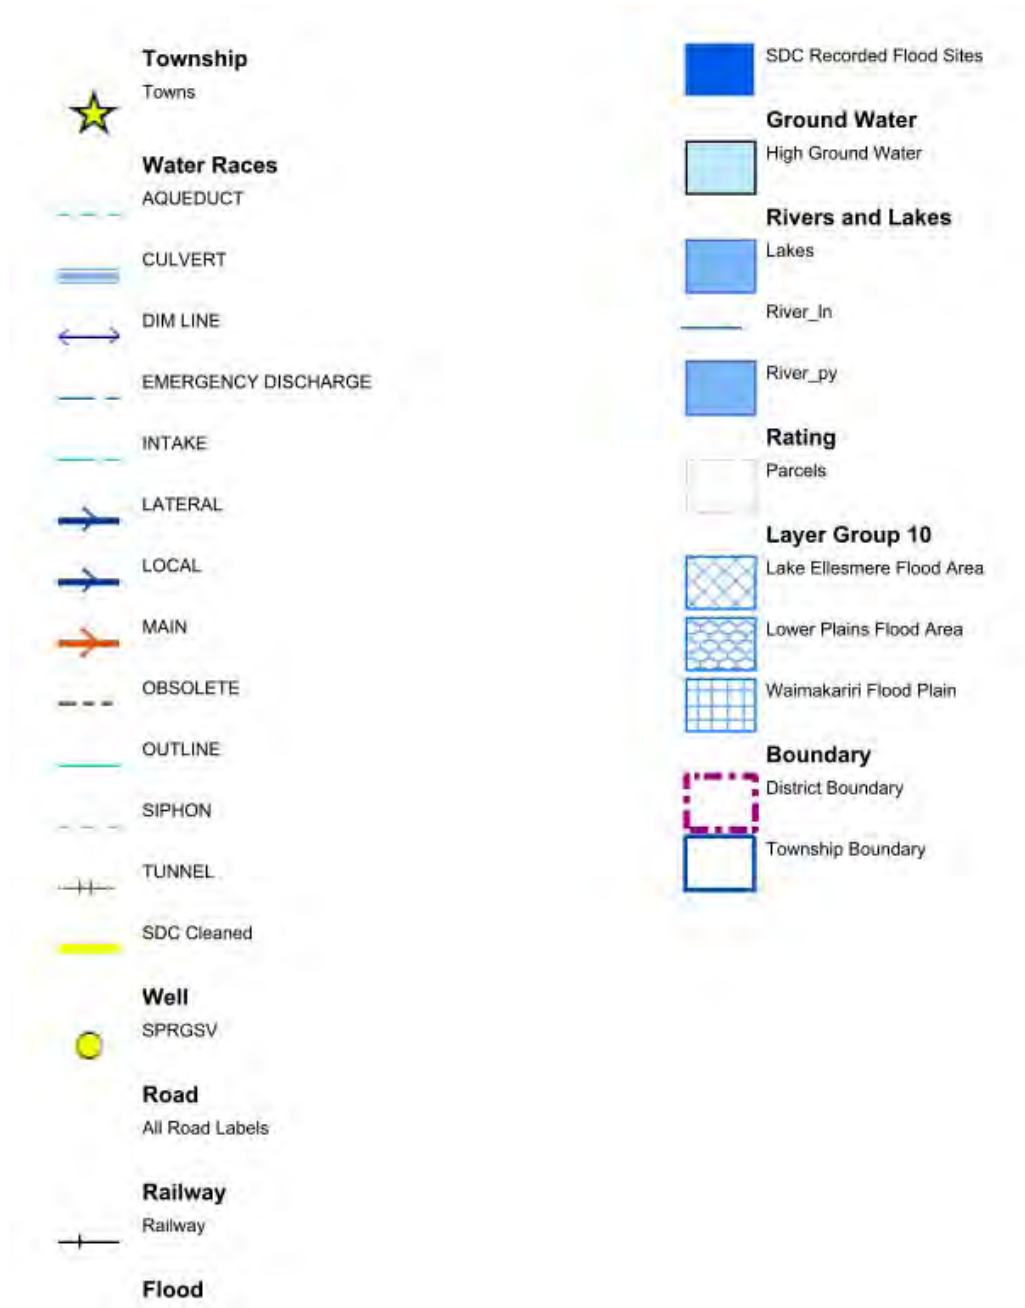 Township
Towns
Water Races
AQUEDUCT
CULVERT
DIM LINE
EMERGENCY DISCHARGE
INTAKE
LATERAL
LOCAL
MAIN
OBSOLETE
OUTLINE
SIPHON
TUNNEL
SDC Cleaned
Well
SPRGSV
Road
All Road Labels
Railway
Railway
Flood
SDC Recorded Flood Sites
Ground Water
High Ground Water
Rivers and Lakes
Lakes
River_ln
River_py
Rating
Parcels
Layer Group 10
Lake Ellesmere Flood Area
Lower Plains Flood Area
Waimakariri Flood Plain
Boundary
District Boundary
Township Boundary